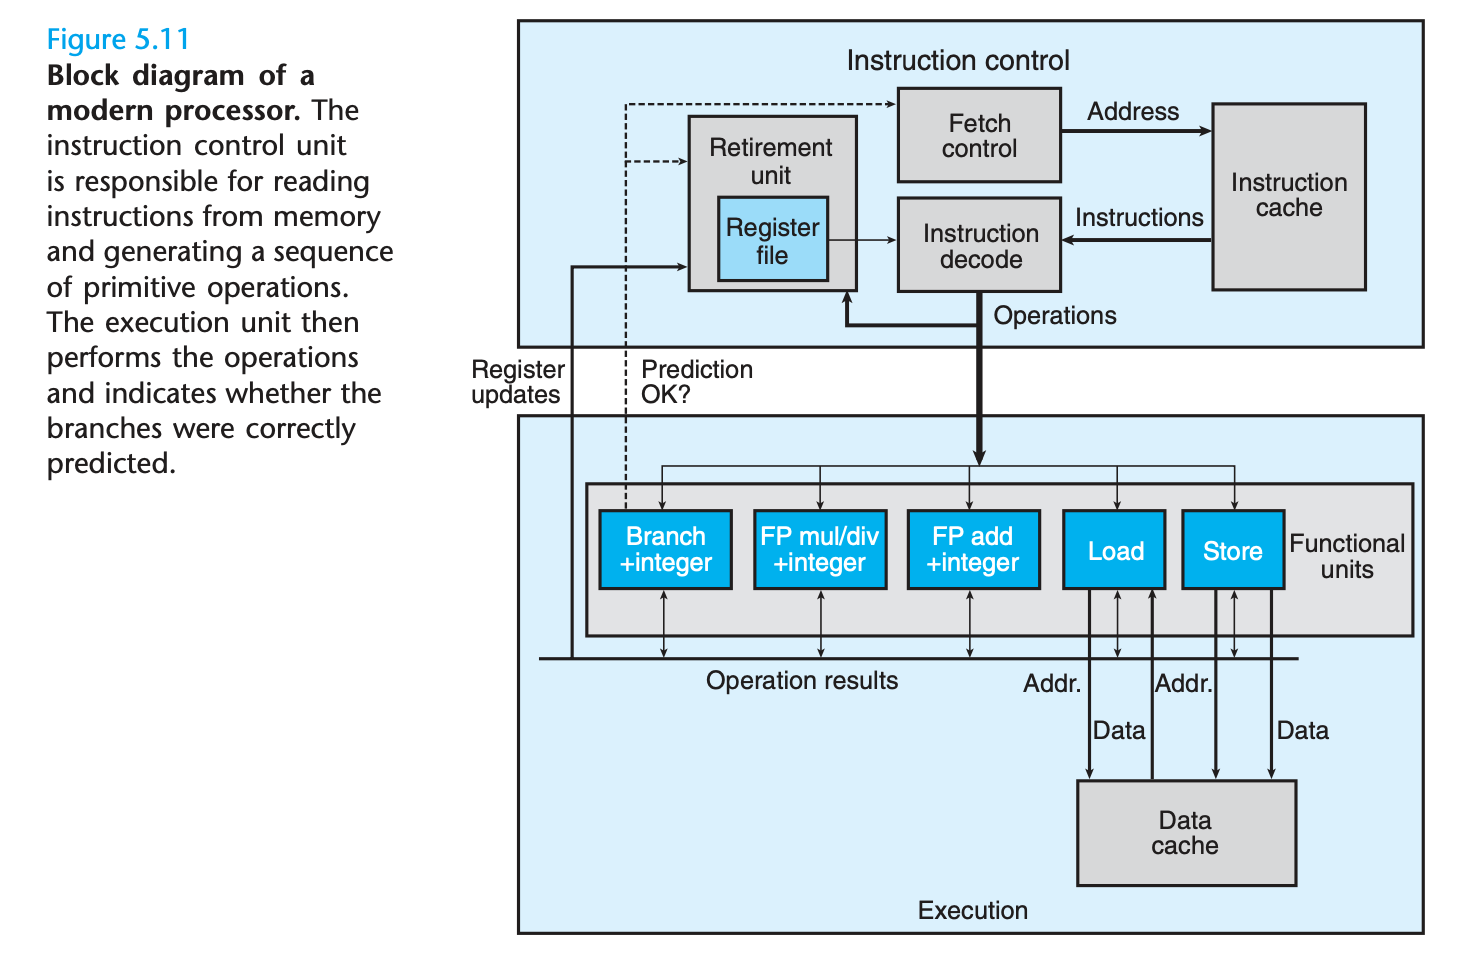 Figure 5.11
Block diagram of a
modern processor. The
instruction control unit
is responsible for reading
instructions from memory
and generating a sequence
of primitive operations.
The execution unit then
performs the operations
and indicates whether the
branches were correctly
predicted.
Instruction control
Retirement
unit
Register
file
Fetch
control
Address
Instruction
cache
Instruction
decode
Instructions
Operations
Register
updates
Prediction
OK?
Branch
+integer
FP mul/div
+integer
FP add
+integer
Load
Store
Functional
units
Operation results
Addr.
Addr.
Data
Data
Data
cache
Execution